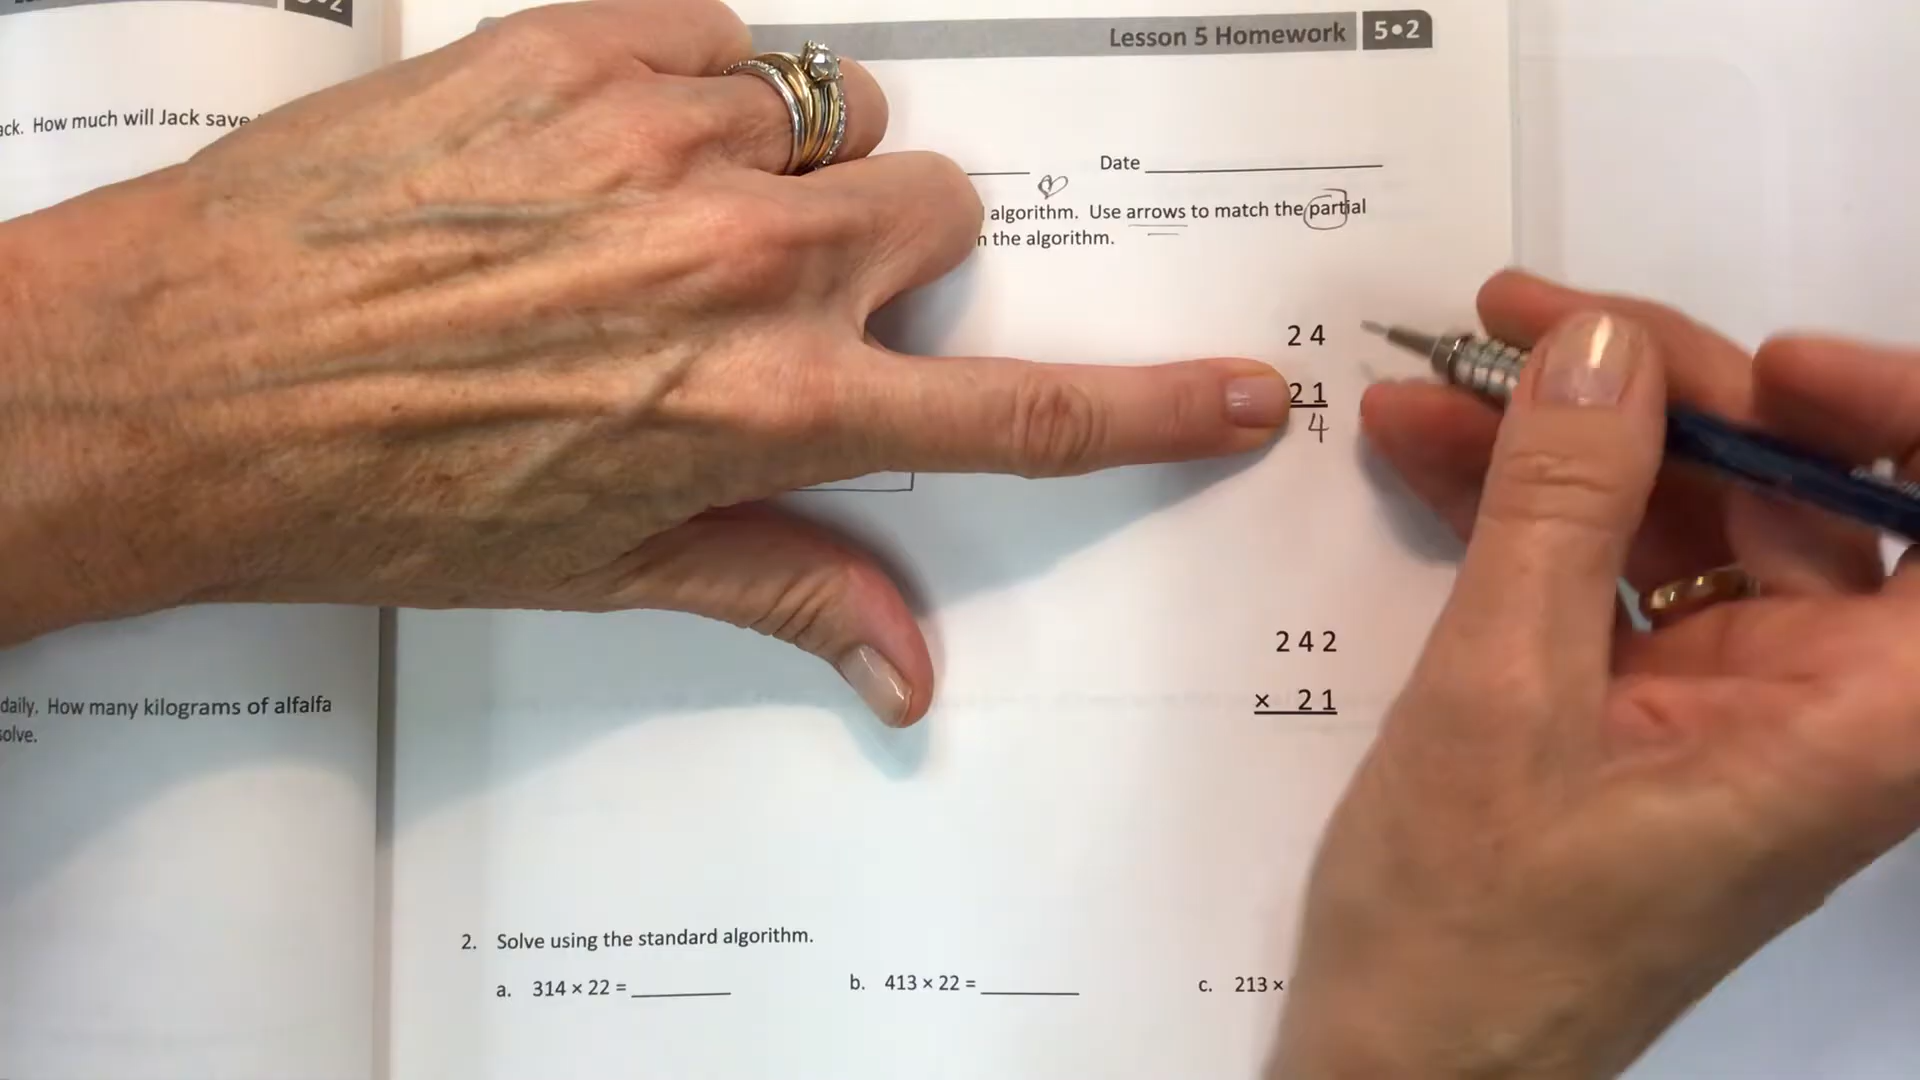 Lesson 5 Homework 5•2
ack. How much will Jack save
Date
algorithm. Use arrows to match the partial
n the algorithm.
24
21
4
242
× 21
daily. How many kilograms of alfalfa
solve.
2. Solve using the standard algorithm.
a. 314 × 22 =
b. 413 × 22 =
c. 213 ×